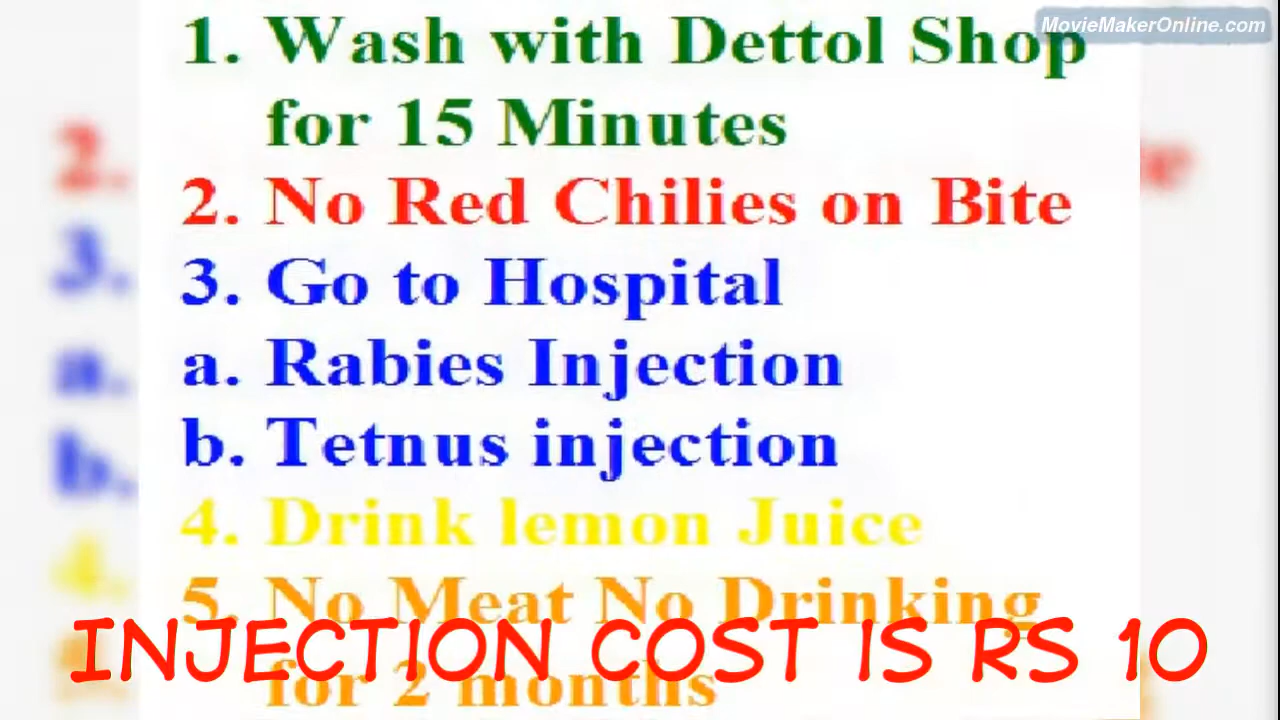 MovieMakerOnline.com
1. Wash with Dettol Shop
for 15 Minutes
2. No Red Chilies on Bite
3. Go to Hospital
a. Rabies Injection
b. Tetnus injection
4. Drink lemon Juice
5. No Meat No Drinking
for 2 months
INJECTION COST IS RS 10